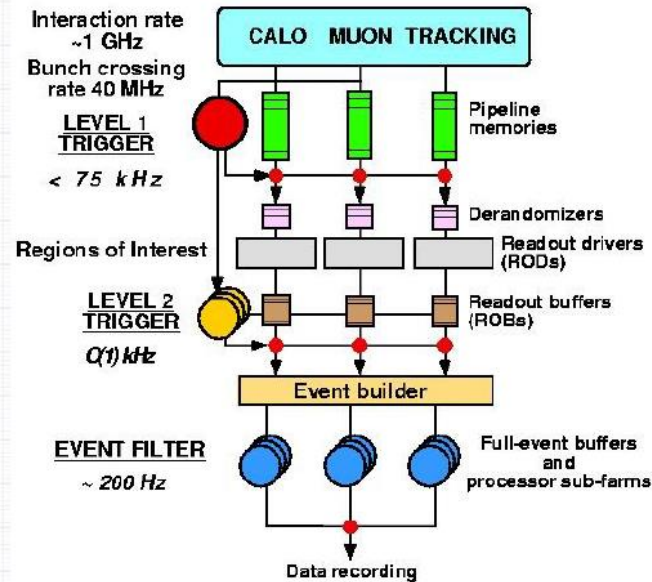 Interaction rate
~1 GHz
CALO MUON TRACKING
Bunch crossing
rate 40 MHz
LEVEL 1
TRIGGER
< 75 kHz
Pipeline
memories
Derandomizers
Regions of Interest
Readout drivers
(RODs)
LEVEL 2
TRIGGER
O(1) kHz
Readout buffers
(ROBs)
Event builder
EVENT FILTER
~ 200 Hz
Full-event buffers
and
processor sub-farms
Data recording